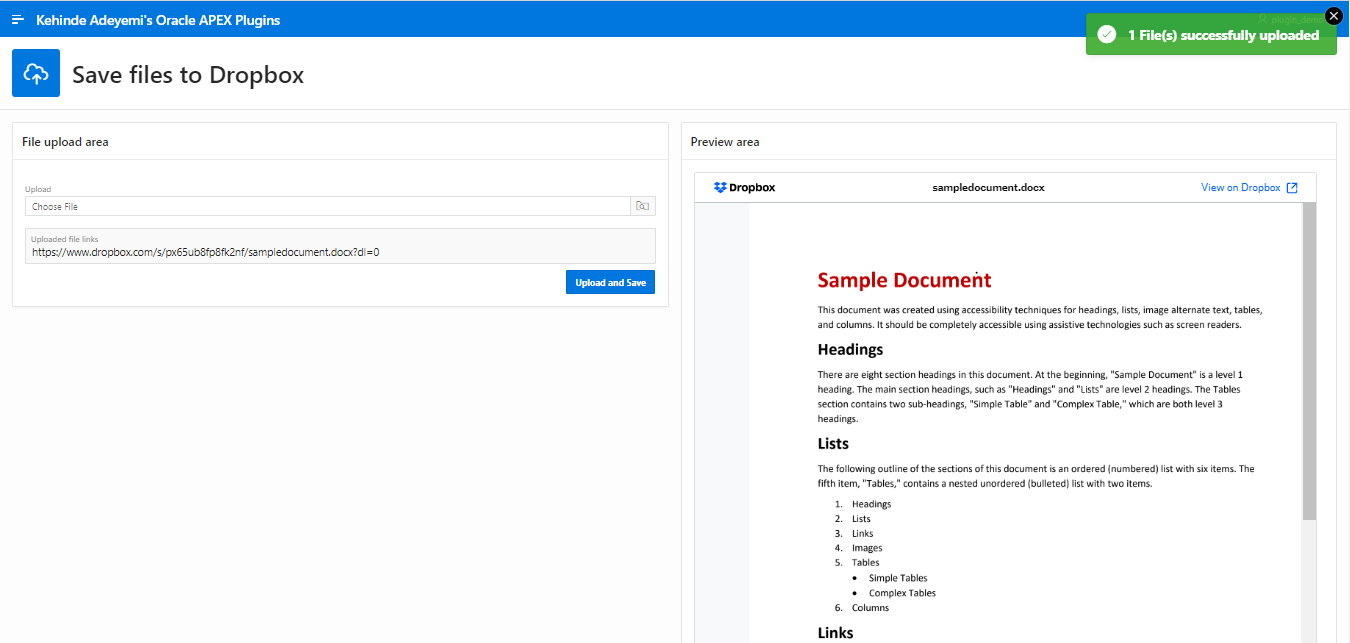 Kehinde Adeyemi's Oracle APEX Plugins
plugin_demo
1 File(s) successfully uploaded
Save files to Dropbox
File upload area
Upload
Choose File
Uploaded file links
https://www.dropbox.com/s/px65ub8fp8fk2nf/sampledocument.docx?dl=0
Upload and Save
Preview area
Dropbox
sampledocument.docx
View on Dropbox
Sample Document
This document was created using accessibility techniques for headings, lists, image alternate text, tables,
and columns. It should be completely accessible using assistive technologies such as screen readers.
Headings
There are eight section headings in this document. At the beginning, "Sample Document" is a level 1
heading. The main section headings, such as "Headings" and "Lists" are level 2 headings. The Tables
section contains two sub-headings, "Simple Table" and "Complex Table," which are both level 3
headings.
Lists
The following outline of the sections of this document is an ordered (numbered) list with six items. The
fifth item, "Tables," contains a nested unordered (bulleted) list with two items.
1. Headings
2. Lists
3. Links
4. Images
5. Tables
• Simple Tables
• Complex Tables
6. Columns
Links